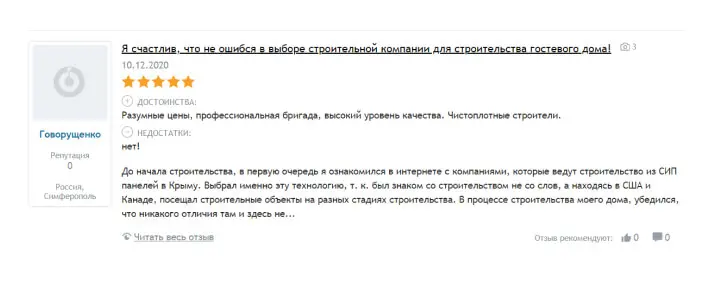 Я счастлив, что не ошибся в выборе строительной компании для строительства гостевого дома! 3
10.12.2020
ДОСТОИНСТВА:
Разумные цены, профессиональная бригада, высокий уровень качества. Чистоплотные строители.
НЕДОСТАТКИ:
нет!
Говорущенко
Репутация
0
Россия,
Симферополь
До начала строительства, в первую очередь я ознакомился в интернете с компаниями, которые ведут строительство из СИП
панелей в Крыму. Выбрал именно эту технологию, т. к. был знаком со строительством не со слов, а находясь в США и
Канаде, посещал строительные объекты на разных стадиях строительства. В процессе строительства моего дома, убедился,
что никакого отличия там и здесь не...
Читать весь отзыв
Отзыв рекомендуют: 0 0